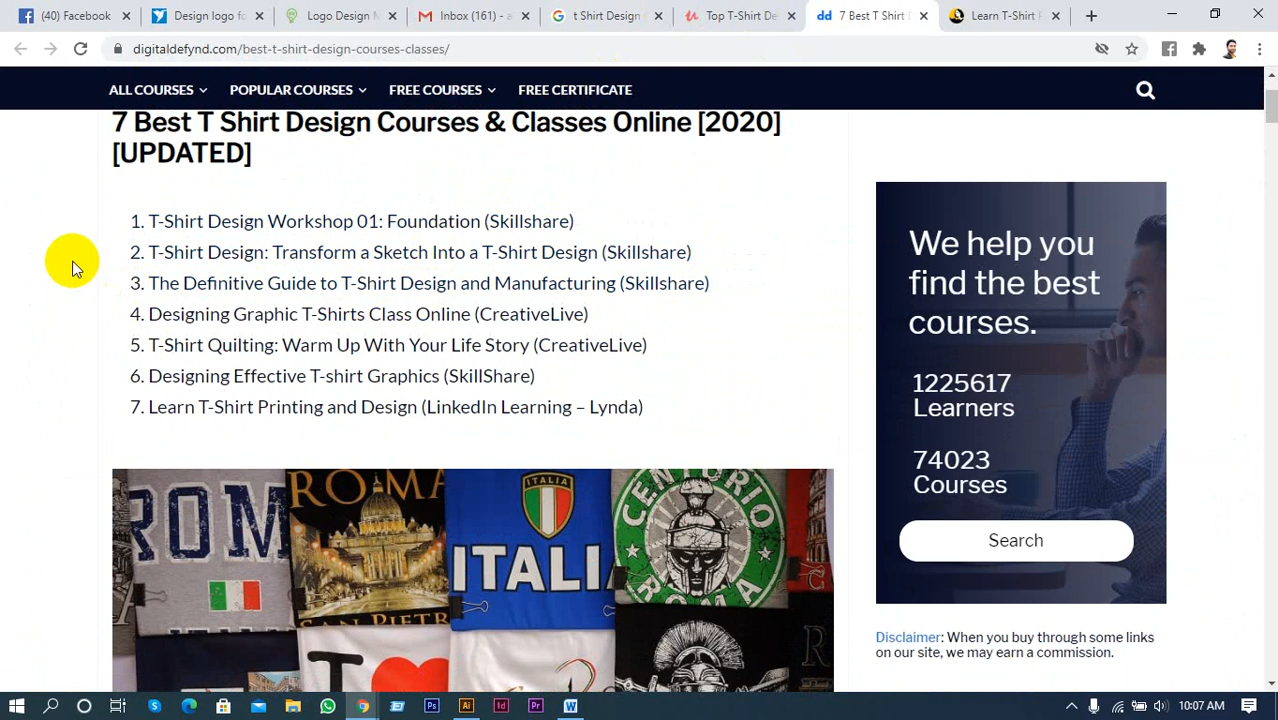 (40) Facebook
Design logo fo
Logo Design M
Inbox (161) - a
t Shirt Design
Top T-Shirt De
7 Best T Shirt
Learn T-Shirt P
digitaldefynd.com/best-t-shirt-design-courses-classes/
ALL COURSES
POPULAR COURSES
FREE COURSES
FREE CERTIFICATE
7 Best T Shirt Design Courses & Classes Online [2020]
[UPDATED]
1. T-Shirt Design Workshop 01: Foundation (Skillshare)
2. T-Shirt Design: Transform a Sketch Into a T-Shirt Design (Skillshare)
3. The Definitive Guide to T-Shirt Design and Manufacturing (Skillshare)
4. Designing Graphic T-Shirts Class Online (CreativeLive)
5. T-Shirt Quilting: Warm Up With Your Life Story (CreativeLive)
6. Designing Effective T-shirt Graphics (SkillShare)
7. Learn T-Shirt Printing and Design (LinkedIn Learning – Lynda)
We help you
find the best
courses.
1225617
Learners
74023
Courses
Search
Disclaimer: When you buy through some links
on our site, we may earn a commission.
ROM
ROMA
SAN PIETR
ITALIA
ITALI
CENTURIO
ROMA
I
10:07 AM